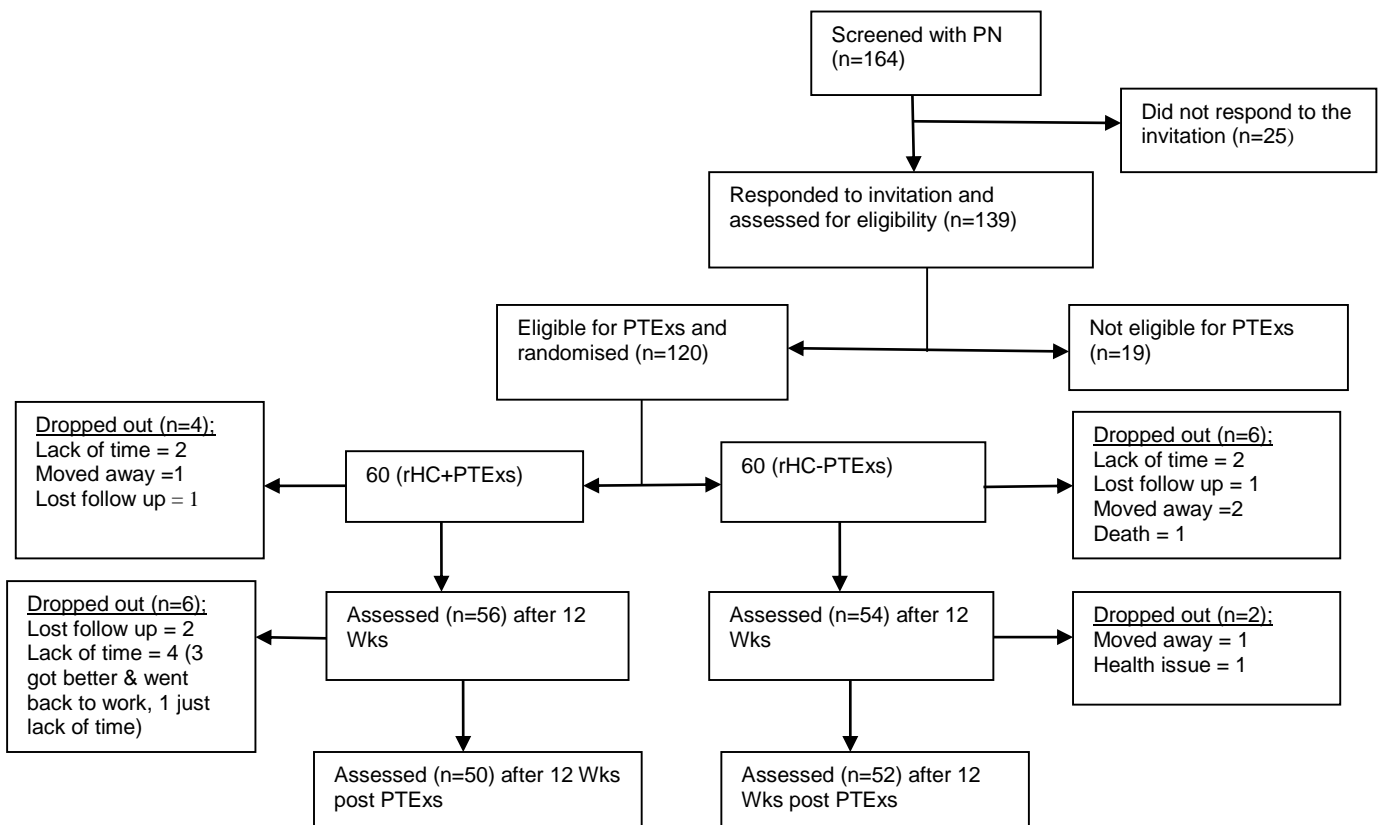 Screened with PN
(n=164)
Did not respond to the
invitation (n=25)
Responded to invitation and
assessed for eligibility (n=139)
Eligible for PTExs and
randomised (n=120)
Not eligible for PTExs
(n=19)
Dropped out (n=4);
Lack of time = 2
Moved away =1
Lost follow up = 1
60 (rHC+PTExs)
60 (rHC-PTExs)
Dropped out (n=6);
Lack of time = 2
Lost follow up = 1
Moved away =2
Death = 1
Dropped out (n=6);
Lost follow up = 2
Lack of time = 4 (3
got better & went
back to work, 1 just
lack of time)
Assessed (n=56) after 12
Wks
Assessed (n=54) after 12
Wks
Dropped out (n=2);
Moved away = 1
Health issue = 1
Assessed (n=50) after 12 Wks
post PTExs
Assessed (n=52) after 12
Wks post PTExs